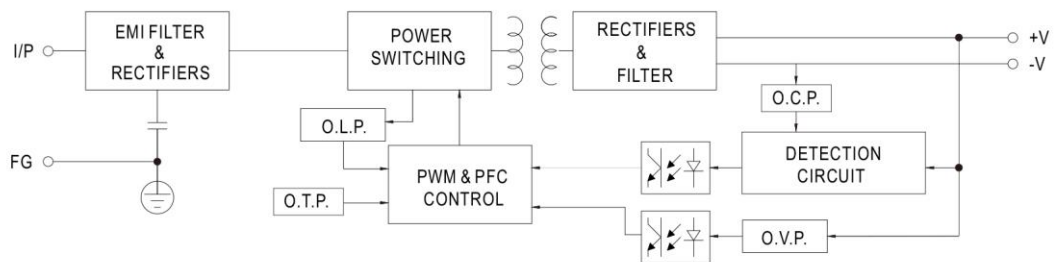 I/P
EMI FILTER
&
RECTIFIERS
POWER
SWITCHING
RECTIFIERS
&
FILTER
+V
-V
O.C.P.
O.L.P.
FG
PWM & PFC
CONTROL
DETECTION
CIRCUIT
O.T.P.
O.V.P.